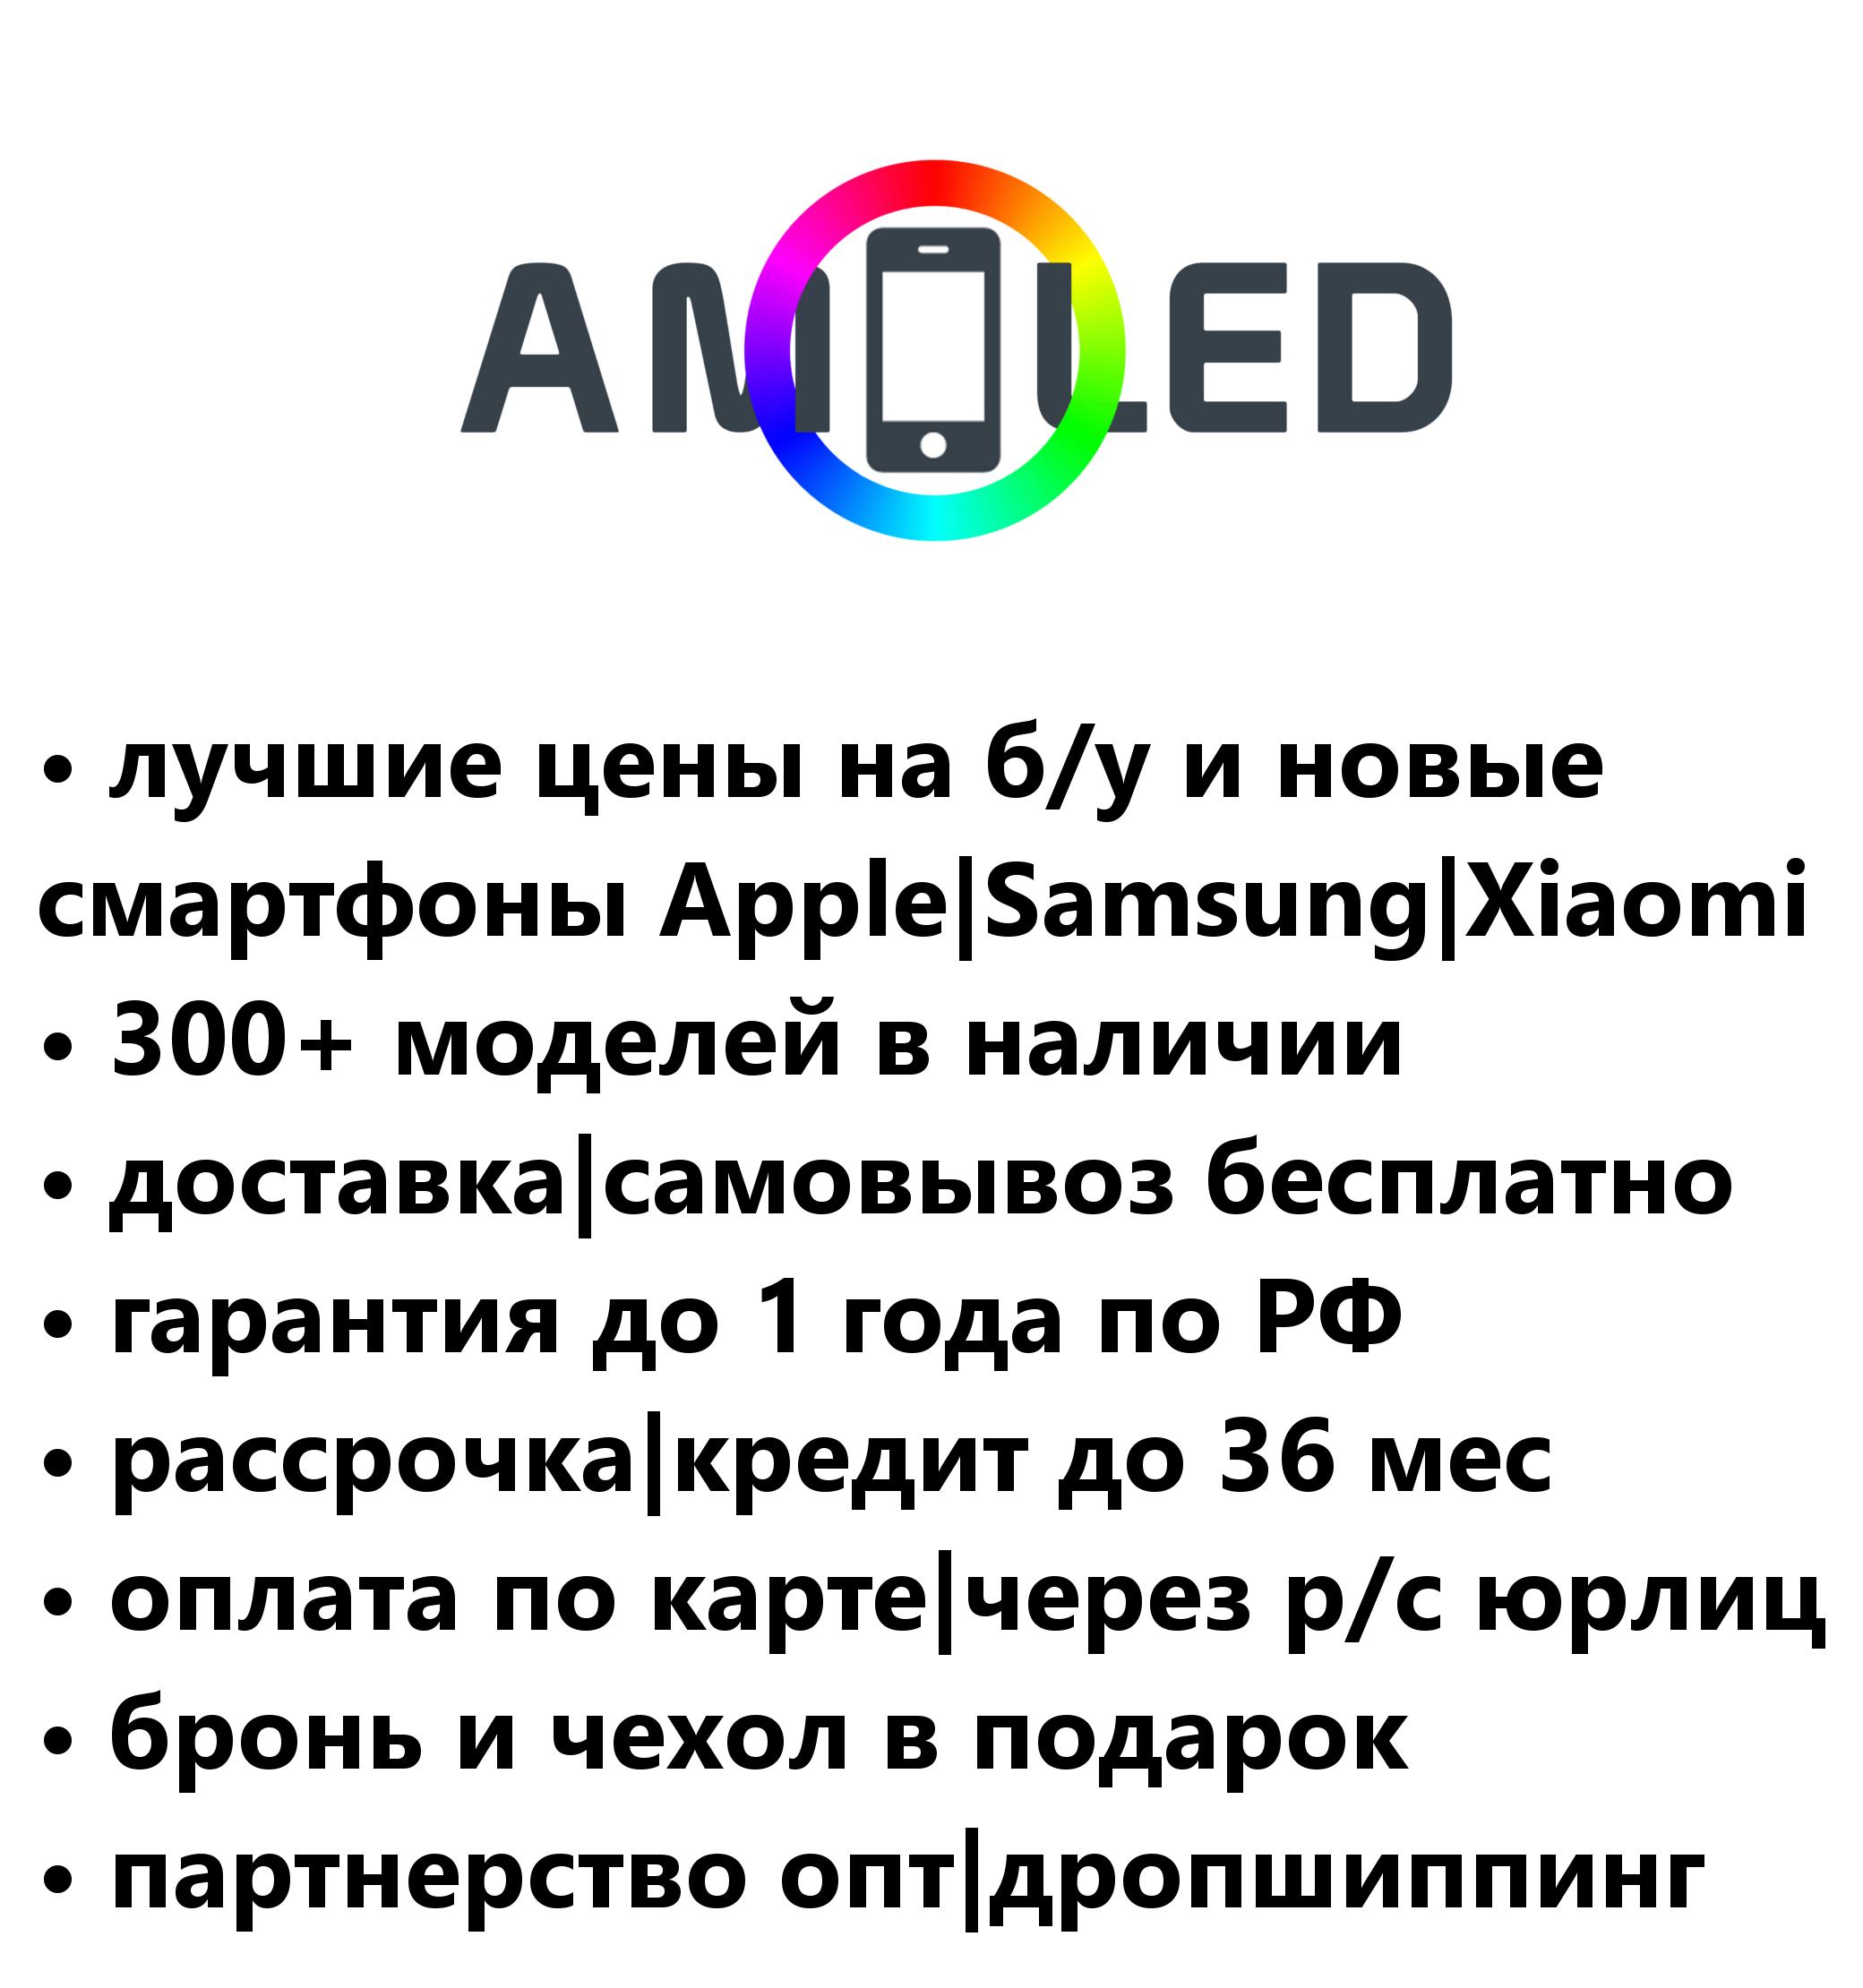 AMOLED
• лучшие цены на б/у и новые
смартфоны Apple|Samsung|Xiaomi
• 300+ моделей в наличии
• доставка|самовывоз бесплатно
• гарантия до 1 года по РФ
• рассрочка|кредит до 36 мес
• оплата по карте|через р/с юрлиц
• бронь и чехол в подарок
• партнерство опт|дропшиппинг